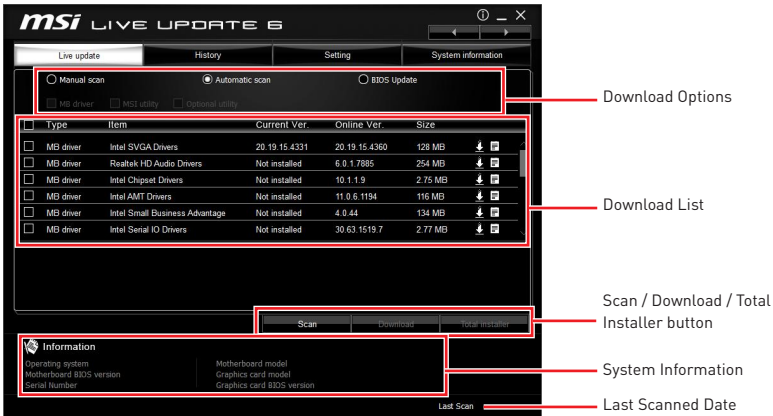 msi LIVE UPDATE 6
Live update History Setting System information
Manual scan Automatic scan BIOS Update
MB driver MSI utility Optional utility
Type Item Current Ver. Online Ver. Size
MB driver Intel SVGA Drivers 20.19.15.4331 20.19.15.4360 128 MB
MB driver Realtek HD Audio Drivers Not installed 6.0.1.7885 254 MB
MB driver Intel Chipset Drivers Not installed 10.1.1.9 2.75 MB
MB driver Intel AMT Drivers Not installed 11.0.6.1194 116 MB
MB driver Intel Small Business Advantage Not installed 4.0.44 134 MB
MB driver Intel Serial IO Drivers Not installed 30.63.1519.7 2.77 MB
Scan Download Total Installer
Information
Operating system Motherboard model
Motherboard BIOS version Graphics card model
Serial Number Graphics card BIOS version
Last Scan
Download Options
Download List
Scan / Download / Total
Installer button
System Information
Last Scanned Date